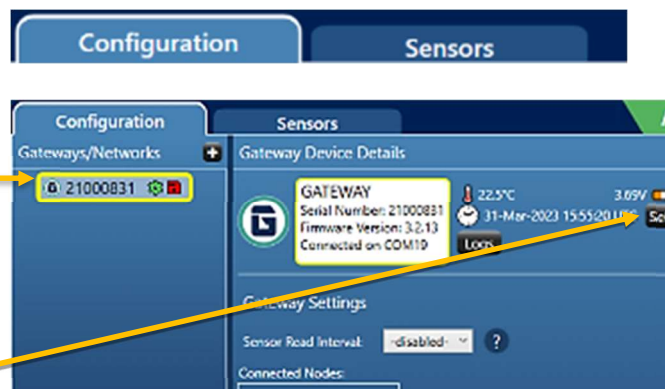 Configuration Sensors
Configuration Sensors
Gateways/Networks Gateway Device Details
21000831
GATEWAY
Serial Number: 21000831
Firmware Version: 3.2.13
Connected on COM19
22.5°C 3.69V
31-Mar-2023 15:55:20
Logs
Gateway Settings
Sensor Read Interval: -disabled- ?
Connected Nodes: